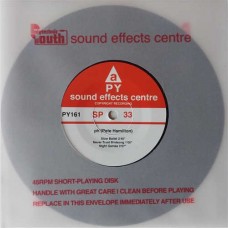 South sound effects centre
a
PY
sound effects centre
COPYRIGHT RECORDING
PY161 SP 33
45RPM SHORT-PLAYING DISK
HANDLE WITH GREAT CARE / CLEAN BEFORE PLAYING
REPLACE IN THIS ENVELOPE IMMEDIATELY AFTER USE